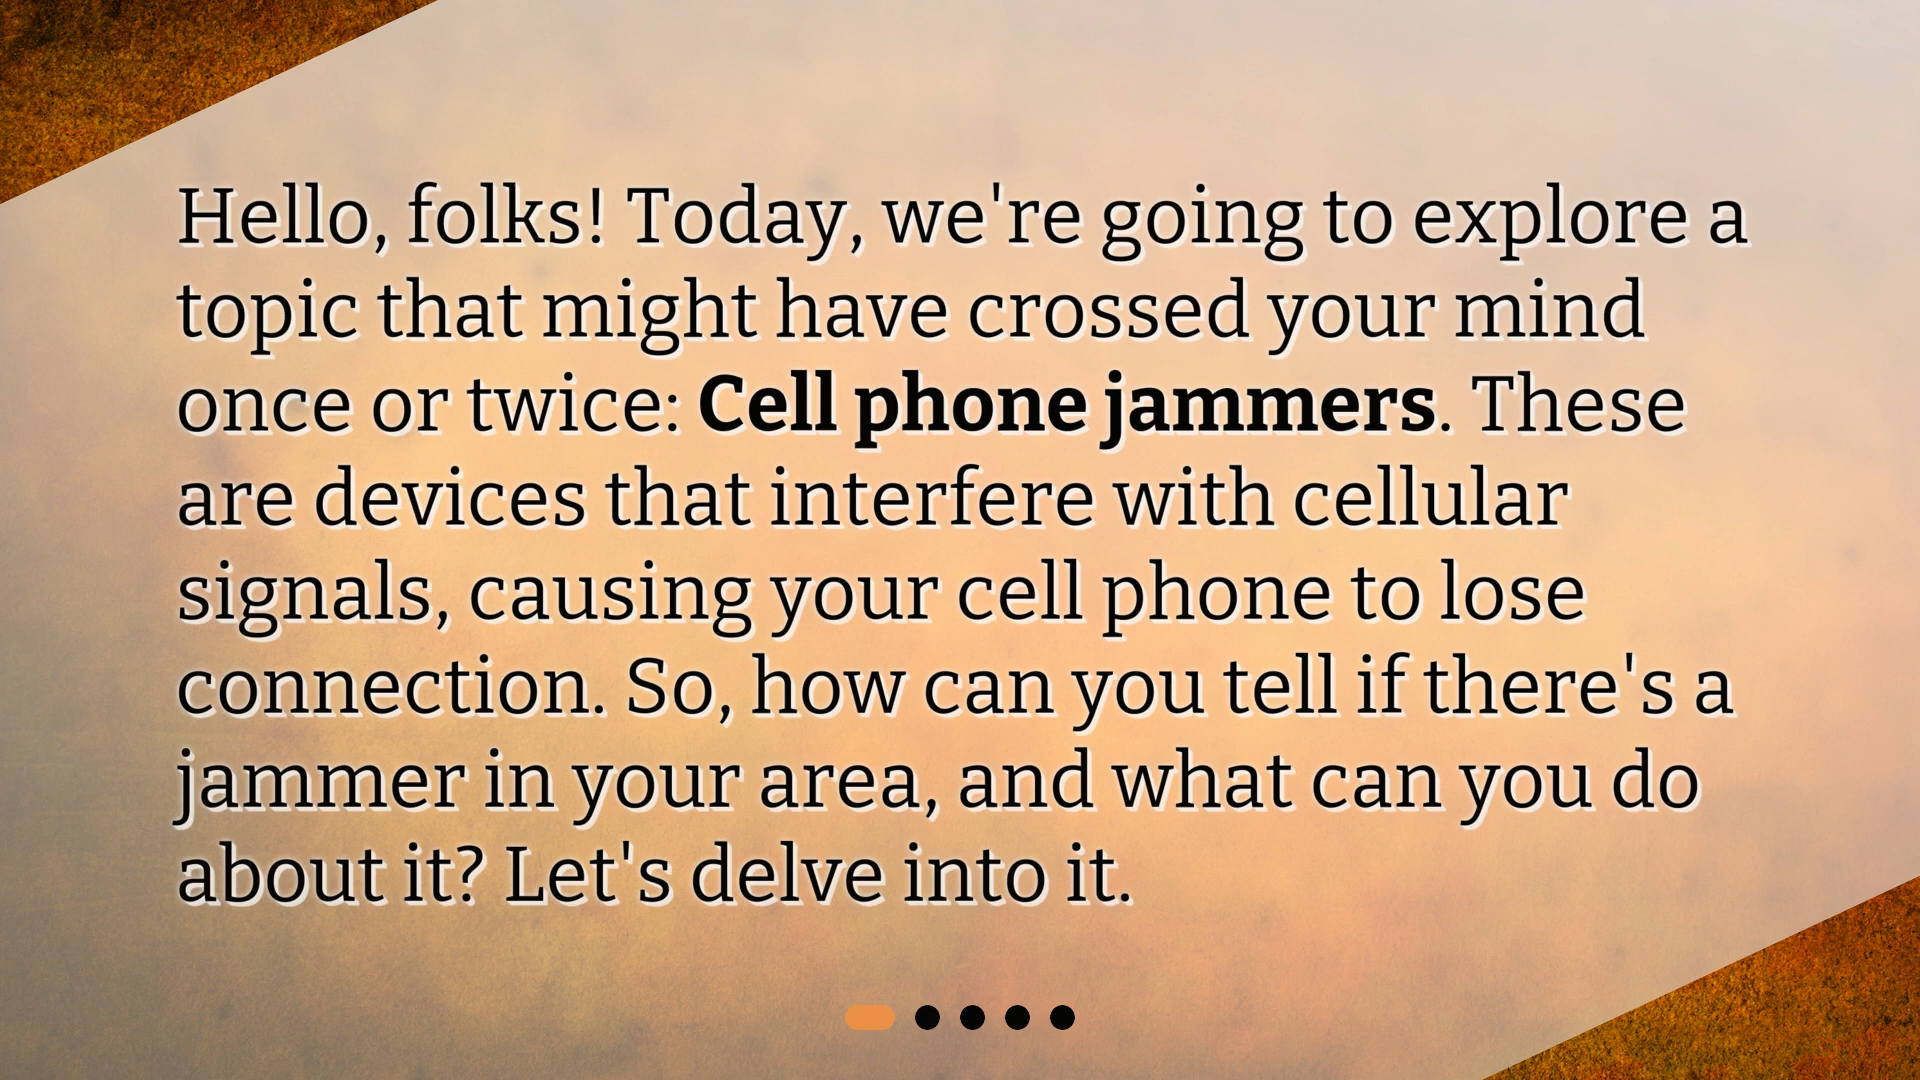 Hello, folks! Today, we're going to explore a
topic that might have crossed your mind
once or twice: Cell phone jammers. These
are devices that interfere with cellular
signals, causing your cell phone to lose
connection. So, how can you tell if there's a
jammer in your area, and what can you do
about it? Let's delve into it.